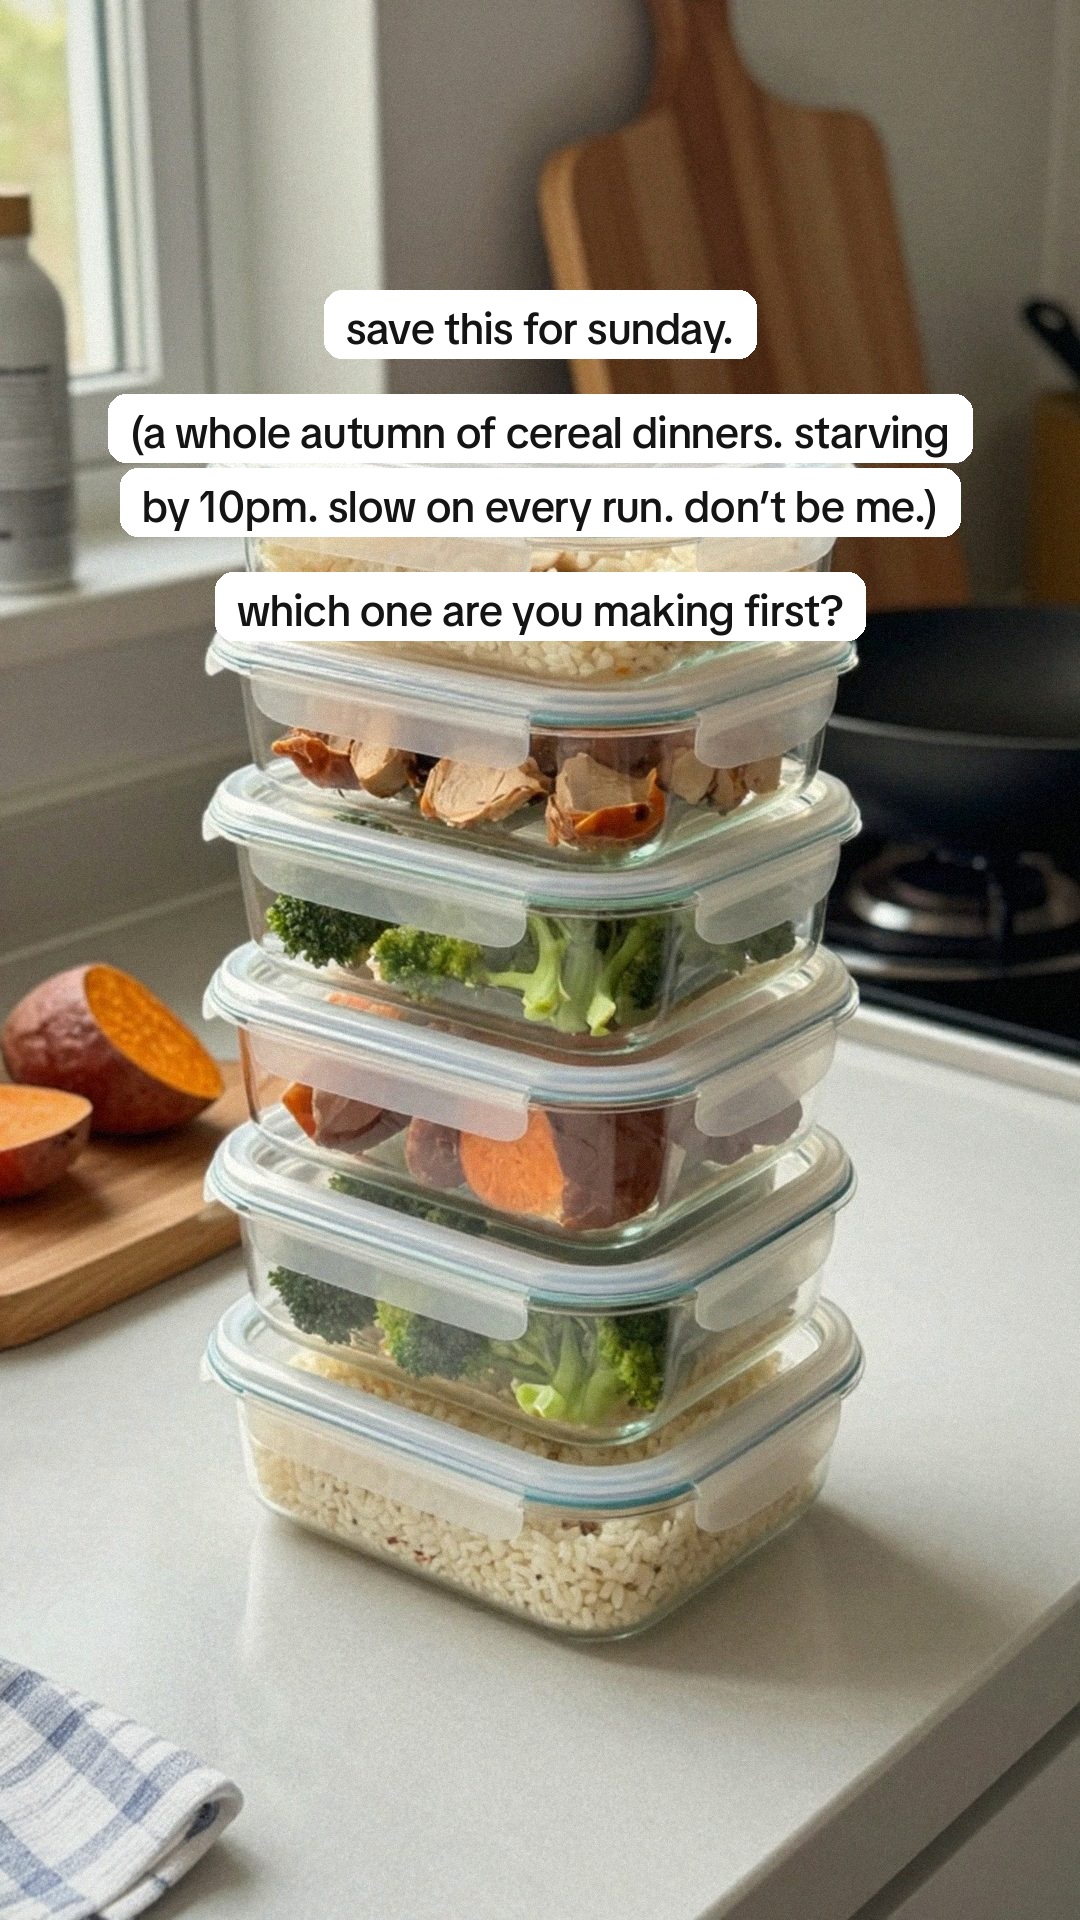 save this for sunday.
(a whole autumn of cereal dinners. starving
by 10pm. slow on every run. don’t be me.)
which one are you making first?